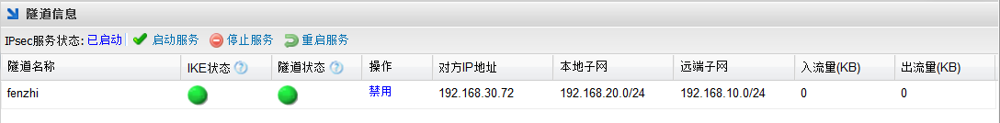 隧道信息
IPsec服务状态: 已启动 启动服务 停止服务 重启服务
隧道名称 IKE状态 隧道状态 操作 对方IP地址 本地子网 远端子网 入流量(KB) 出流量(KB)
fenzhi 禁用 192.168.30.72 192.168.20.0/24 192.168.10.0/24 0 0